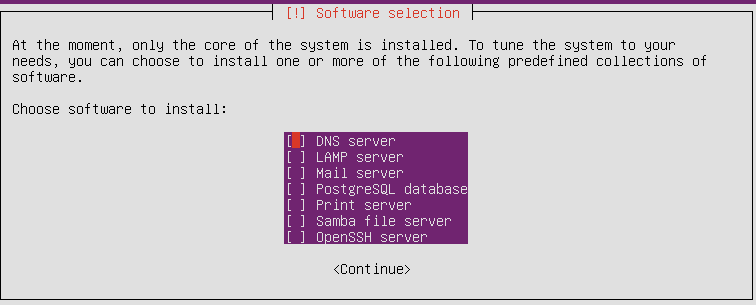 [!] Software selection
At the moment, only the core of the system is installed. To tune the system to your
needs, you can choose to install one or more of the following predefined collections of
software.
Choose software to install:
[ ] DNS server
[ ] LAMP server
[ ] Mail server
[ ] PostgreSQL database
[ ] Print server
[ ] Samba file server
[ ] OpenSSH server
<Continue>